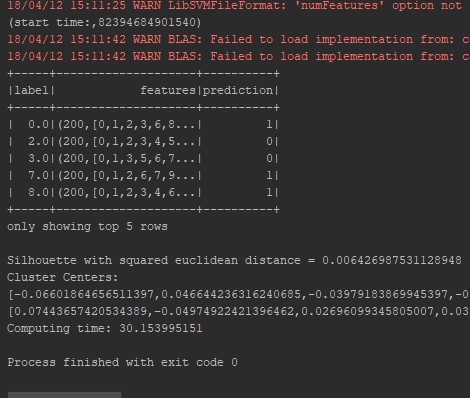 18/04/12 15:11:25 WARN LibSVMFileFormat: 'numFeatures' option not
(start time:,82394684901540)
18/04/12 15:11:42 WARN BLAS: Failed to load implementation from: c
18/04/12 15:11:42 WARN BLAS: Failed to load implementation from: c
+-----+--------------------+----------+
|label|            features|prediction|
+-----+--------------------+----------+
|  0.0|(200,[0,1,2,3,6,8...|         1|
|  2.0|(200,[0,1,2,3,4,5...|         0|
|  3.0|(200,[0,1,3,5,6,7...|         0|
|  7.0|(200,[0,1,2,6,7,9...|         1|
|  8.0|(200,[0,1,2,3,4,6...|         1|
+-----+--------------------+----------+
only showing top 5 rows
Silhouette with squared euclidean distance = 0.006426987531128948
Cluster Centers:
[-0.06601864656511397,0.046644236316240685,-0.03979183869945397,-0
[0.07443657420534389,-0.04974922421396462,0.02696099345805007,0.03
Computing time: 30.153995151
Process finished with exit code 0